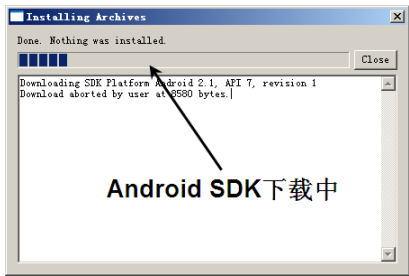 Installing Archives
Done. Nothing was installed.
Close
Downloading SDK Platform Android 2.1, API 7, revision 1
Download aborted by user at 8580 bytes.
Android SDK下载中